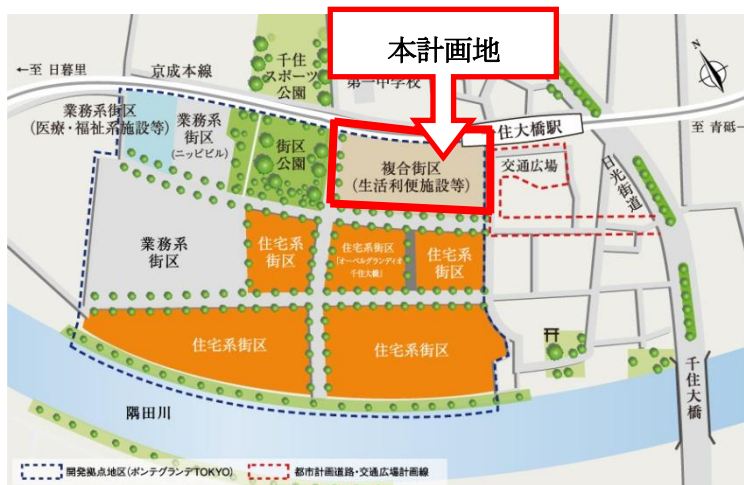 本計画地
←至 日暮里
京成本線
千住
スポーツ
公園
第一中学校
千住大橋駅
至 青砥→
N
業務系街区
(医療・福祉系施設等)
業務系
街区
(ニッピビル)
街区
公園
複合街区
(生活利便施設等)
交通広場
日光街道
業務系
街区
住宅系
街区
住宅系街区
「オーベルグランディオ
千住大橋」
住宅系
街区
住宅系街区
住宅系街区
隅田川
千住大橋
開発拠点地区(ポンテグランデTOKYO)
都市計画道路・交通広場計画線